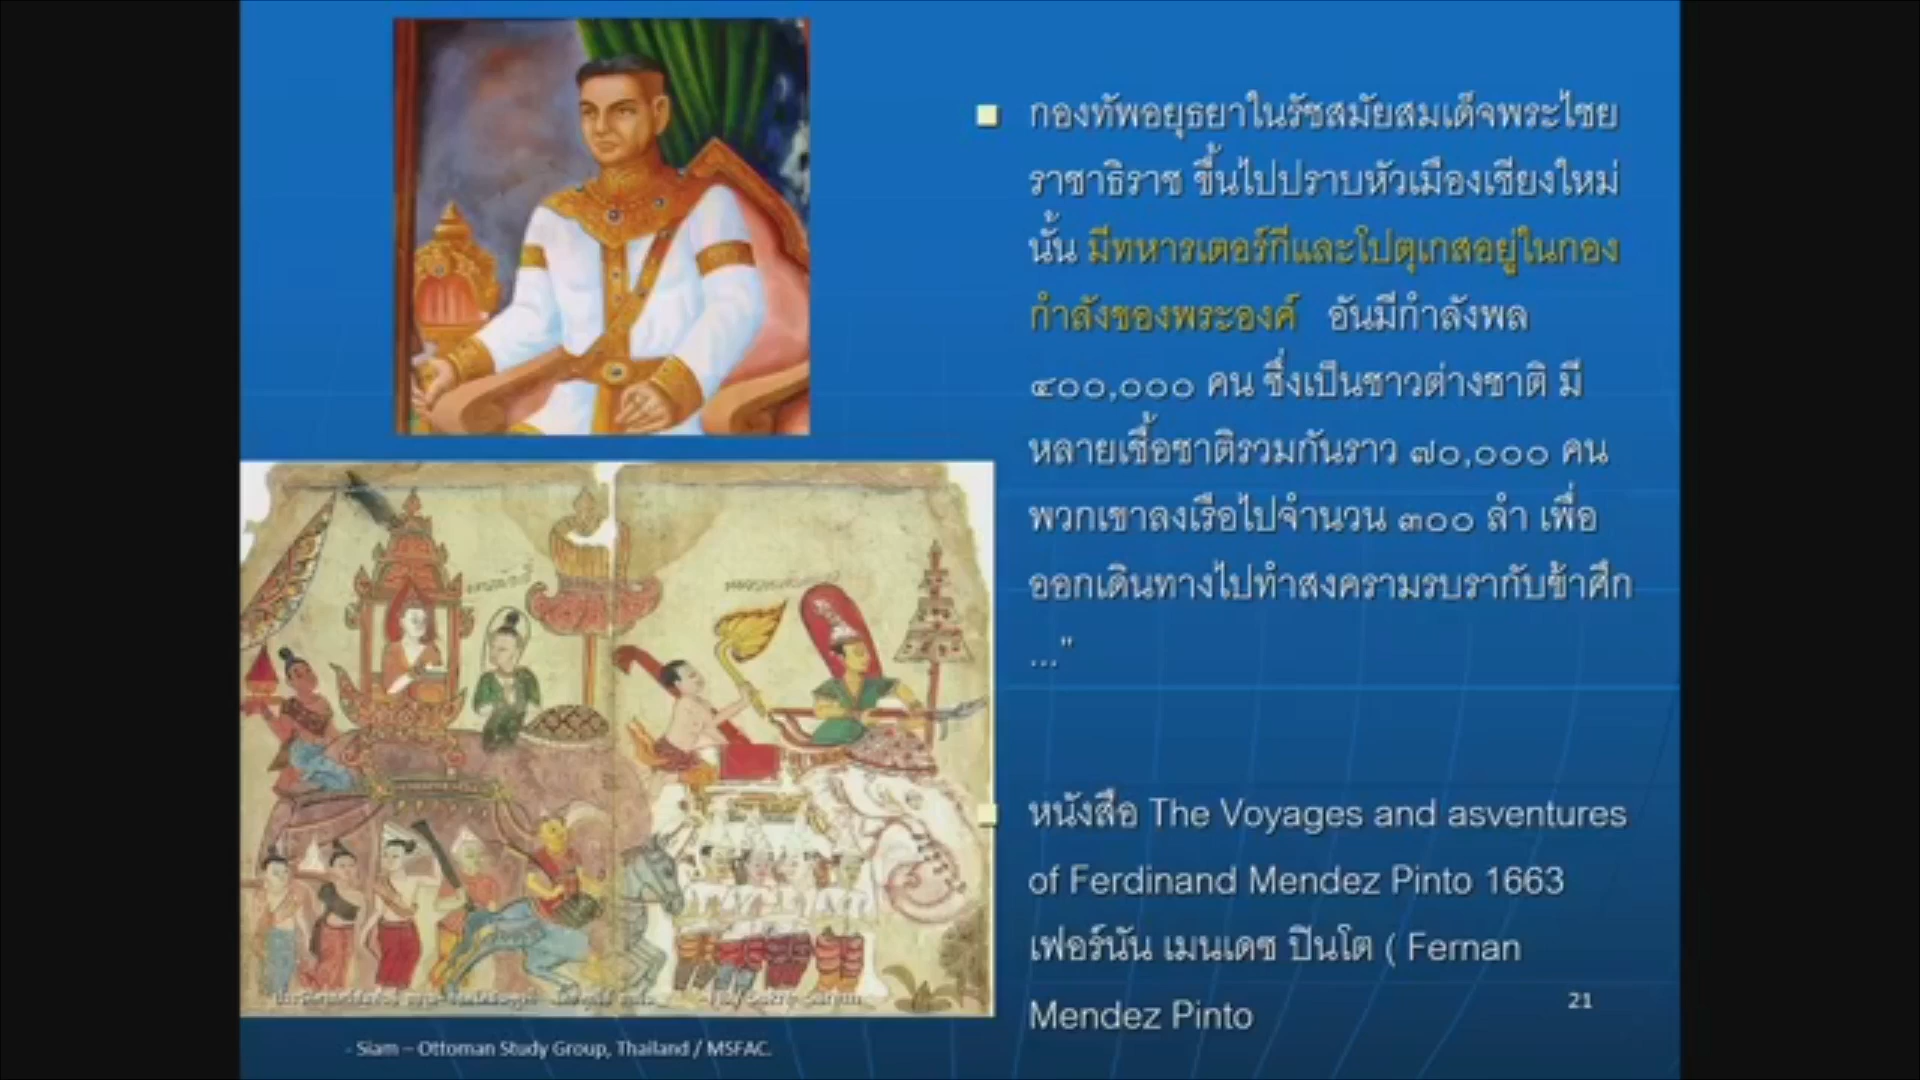 กองทัพอยุธยาในรัชสมัยสมเด็จพระไชย
ราชาธิราช ขึ้นไปปราบหัวเมืองเชียงใหม่
นั้น มีทหารเตอร์กีและโปตุเกสอยู่ในกอง
กำลังของพระองค์ อันมีกำลังพล
๔๐๐,๐๐๐ คน ซึ่งเป็นชาวต่างชาติ มี
หลายเชื้อชาติรวมกันราว ๗๐,๐๐๐ คน
พวกเขาลงเรือไปจำนวน ๓๐๐ ลำ เพื่อ
ออกเดินทางไปทำสงครามรบรากับข้าศึก
..."
หนังสือ The Voyages and asventures
of Ferdinand Mendez Pinto 1663
เฟอร์นัน เมนเดซ ปินโต ( Fernan
Mendez Pinto
21
- Siam – Ottoman Study Group, Thailand / MSFAC.